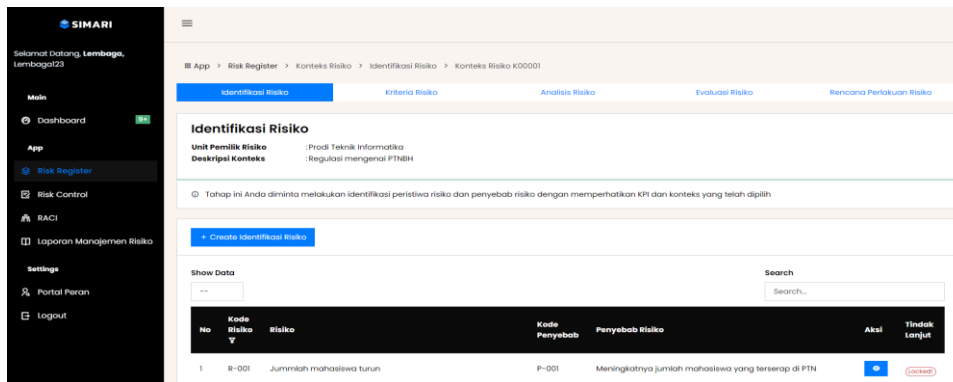 SIMARI
Selamat Datang, Lembaga,
Lembaga123
Main
Dashboard 9+
App
Risk Register
Risk Control
RACI
Laporan Manajemen Risiko
Settings
Portal Peran
Logout
App > Risk Register > Konteks Risiko > Identifikasi Risiko > Konteks Risiko K00001
Identifikasi Risiko Kriteria Risiko Analisis Risiko Evaluasi Risiko Rencana Perlakuan Risiko
Identifikasi Risiko
Unit Pemilik Risiko : Prodi Teknik Informatika
Deskripsi Konteks : Regulasi mengenai PTNBH
Tahap ini Anda diminta melakukan identifikasi peristiwa risiko dan penyebab risiko dengan memperhatikan KPI dan konteks yang telah dipilih
+ Create Identifikasi Risiko
Show Data Search
-- Search...
No Kode Risiko Risiko Kode Penyebab Penyebab Risiko Aksi Tindak Lanjut
1 R-001 Jummlah mahasiswa turun P-001 Meningkatnya jumlah mahasiswa yang terserap di PTN (Locked!)